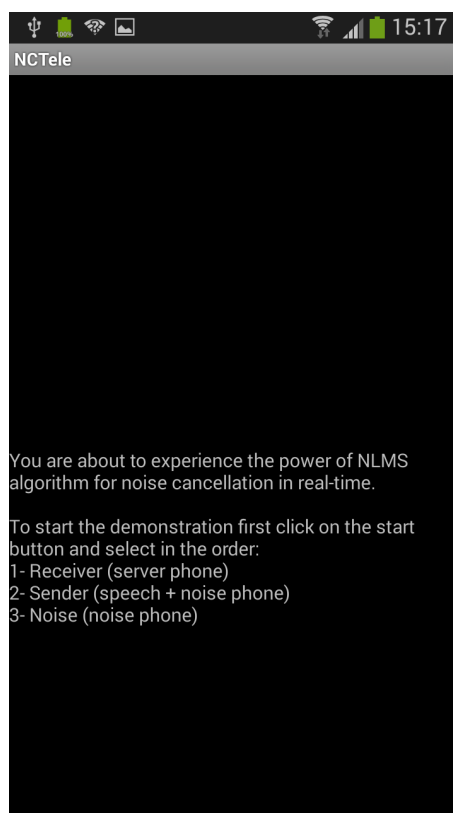 100%
15:17
NCTele
You are about to experience the power of NLMS
algorithm for noise cancellation in real-time.
To start the demonstration first click on the start
button and select in the order:
1- Receiver (server phone)
2- Sender (speech + noise phone)
3- Noise (noise phone)